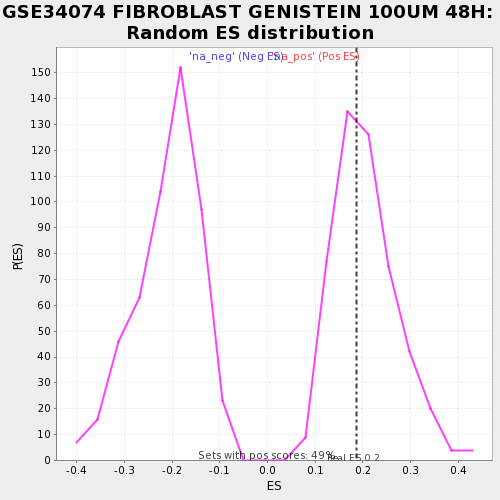 GSE34074 FIBROBLAST GENISTEIN 100UM 48H:
Random ES distribution
'na_neg' (Neg ES) 'na_pos' (Pos ES)
150
140
130
120
110
100
90
80
70
60
50
40
30
20
10
0
P(ES)
Sets with pos scores: 49%
Real ES 0.2
-0.4 -0.3 -0.2 -0.1 0.0 0.1 0.2 0.3 0.4
ES